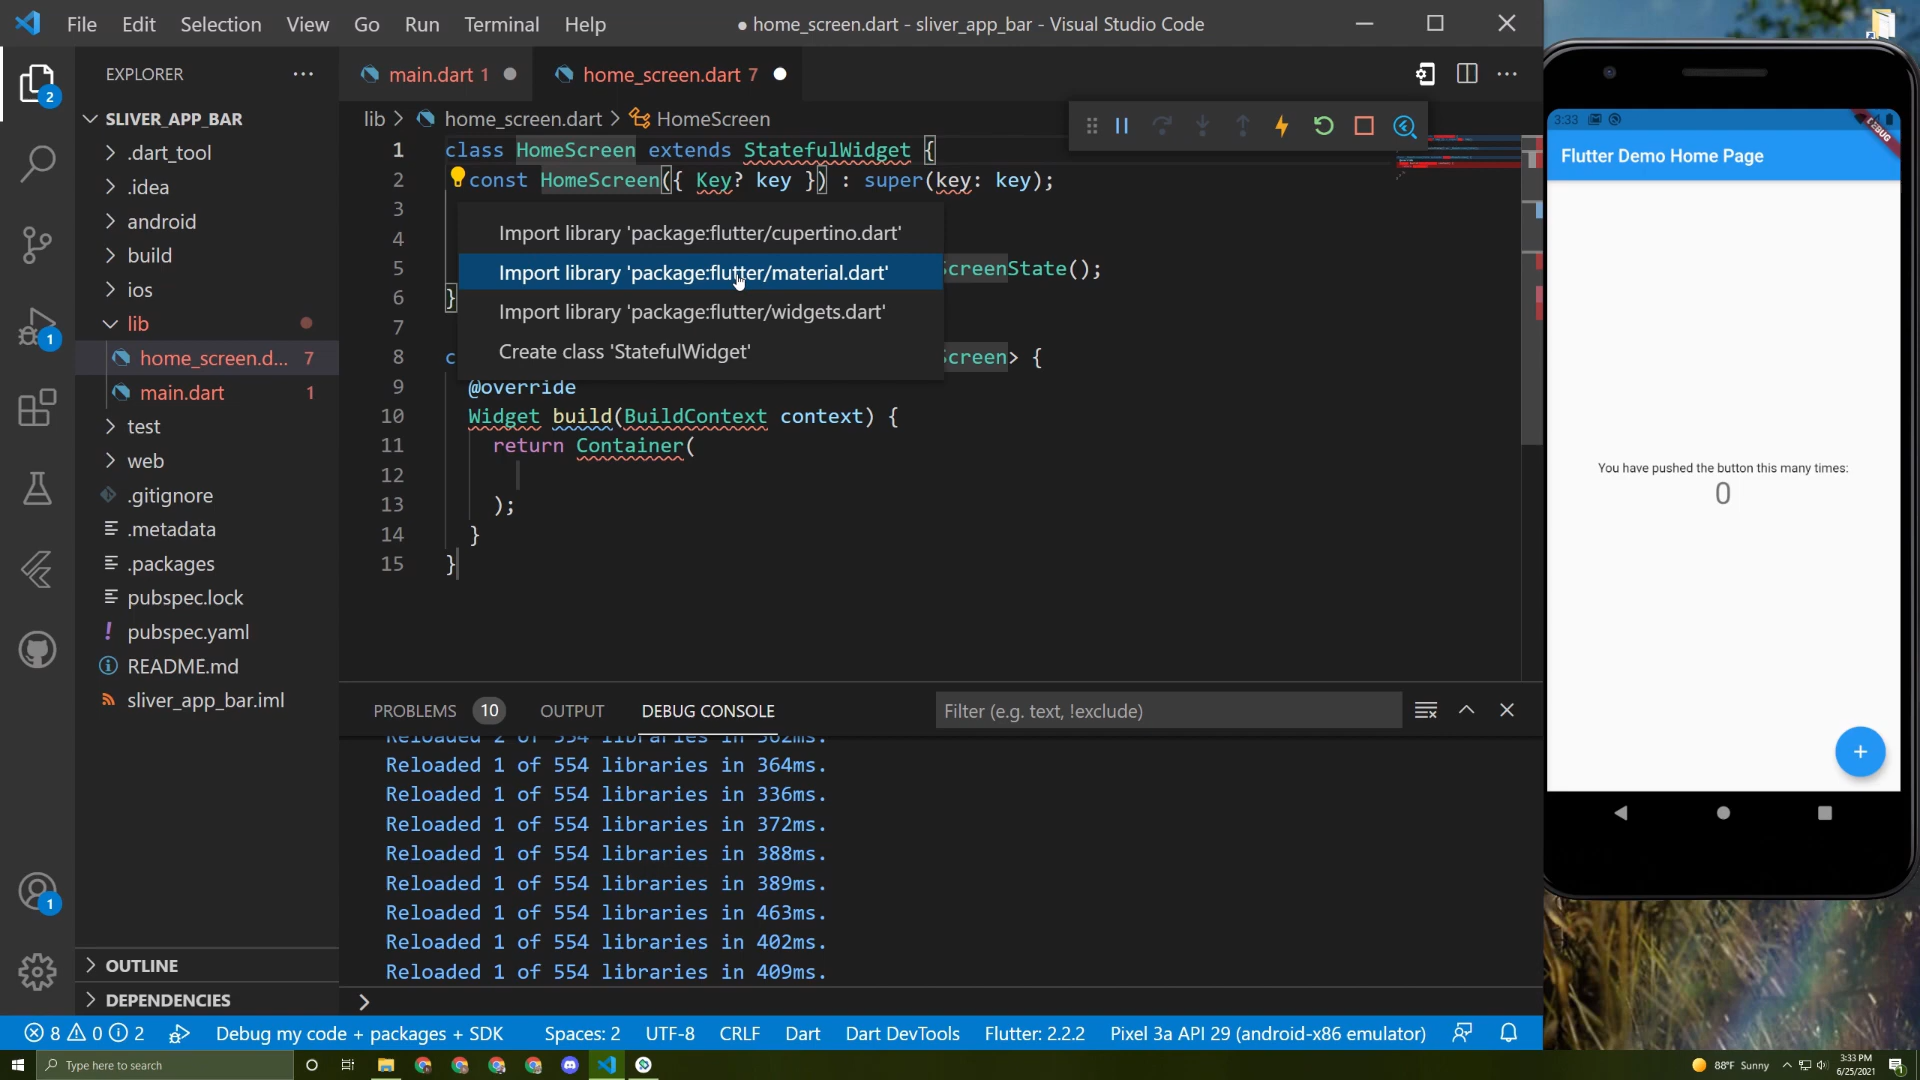 File Edit Selection View Go Run Terminal Help
● home_screen.dart - sliver_app_bar - Visual Studio Code
EXPLORER
main.dart 1
home_screen.dart 7
lib > home_screen.dart > HomeScreen
SLIVER_APP_BAR
.dart_tool
.idea
android
build
ios
lib
home_screen.d... 7
main.dart 1
test
web
.gitignore
.metadata
.packages
pubspec.lock
pubspec.yaml
README.md
sliver_app_bar.iml
OUTLINE
DEPENDENCIES
2
1
1
1 class HomeScreen extends StatefulWidget {
2 const HomeScreen({ Key? key }) : super(key: key);
3
4
5 ScreenState();
6 }
7
8 c Screen> {
9 @override
10 Widget build(BuildContext context) {
11 return Container(
12
13 );
14 }
15 }
Import library 'package:flutter/cupertino.dart'
Import library 'package:flutter/material.dart'
Import library 'package:flutter/widgets.dart'
Create class 'StatefulWidget'
PROBLEMS 10 OUTPUT DEBUG CONSOLE
Filter (e.g. text, !exclude)
Reloaded 2 of 554 libraries in 362ms.
Reloaded 1 of 554 libraries in 364ms.
Reloaded 1 of 554 libraries in 336ms.
Reloaded 1 of 554 libraries in 372ms.
Reloaded 1 of 554 libraries in 388ms.
Reloaded 1 of 554 libraries in 389ms.
Reloaded 1 of 554 libraries in 463ms.
Reloaded 1 of 554 libraries in 402ms.
Reloaded 1 of 554 libraries in 409ms.
8 0 2 Debug my code + packages + SDK Spaces: 2 UTF-8 CRLF Dart Dart DevTools Flutter: 2.2.2 Pixel 3a API 29 (android-x86 emulator)
3:33
DEBUG
Flutter Demo Home Page
You have pushed the button this many times:
0
+
Type here to search
88°F Sunny
3:33 PM
6/25/2021
1